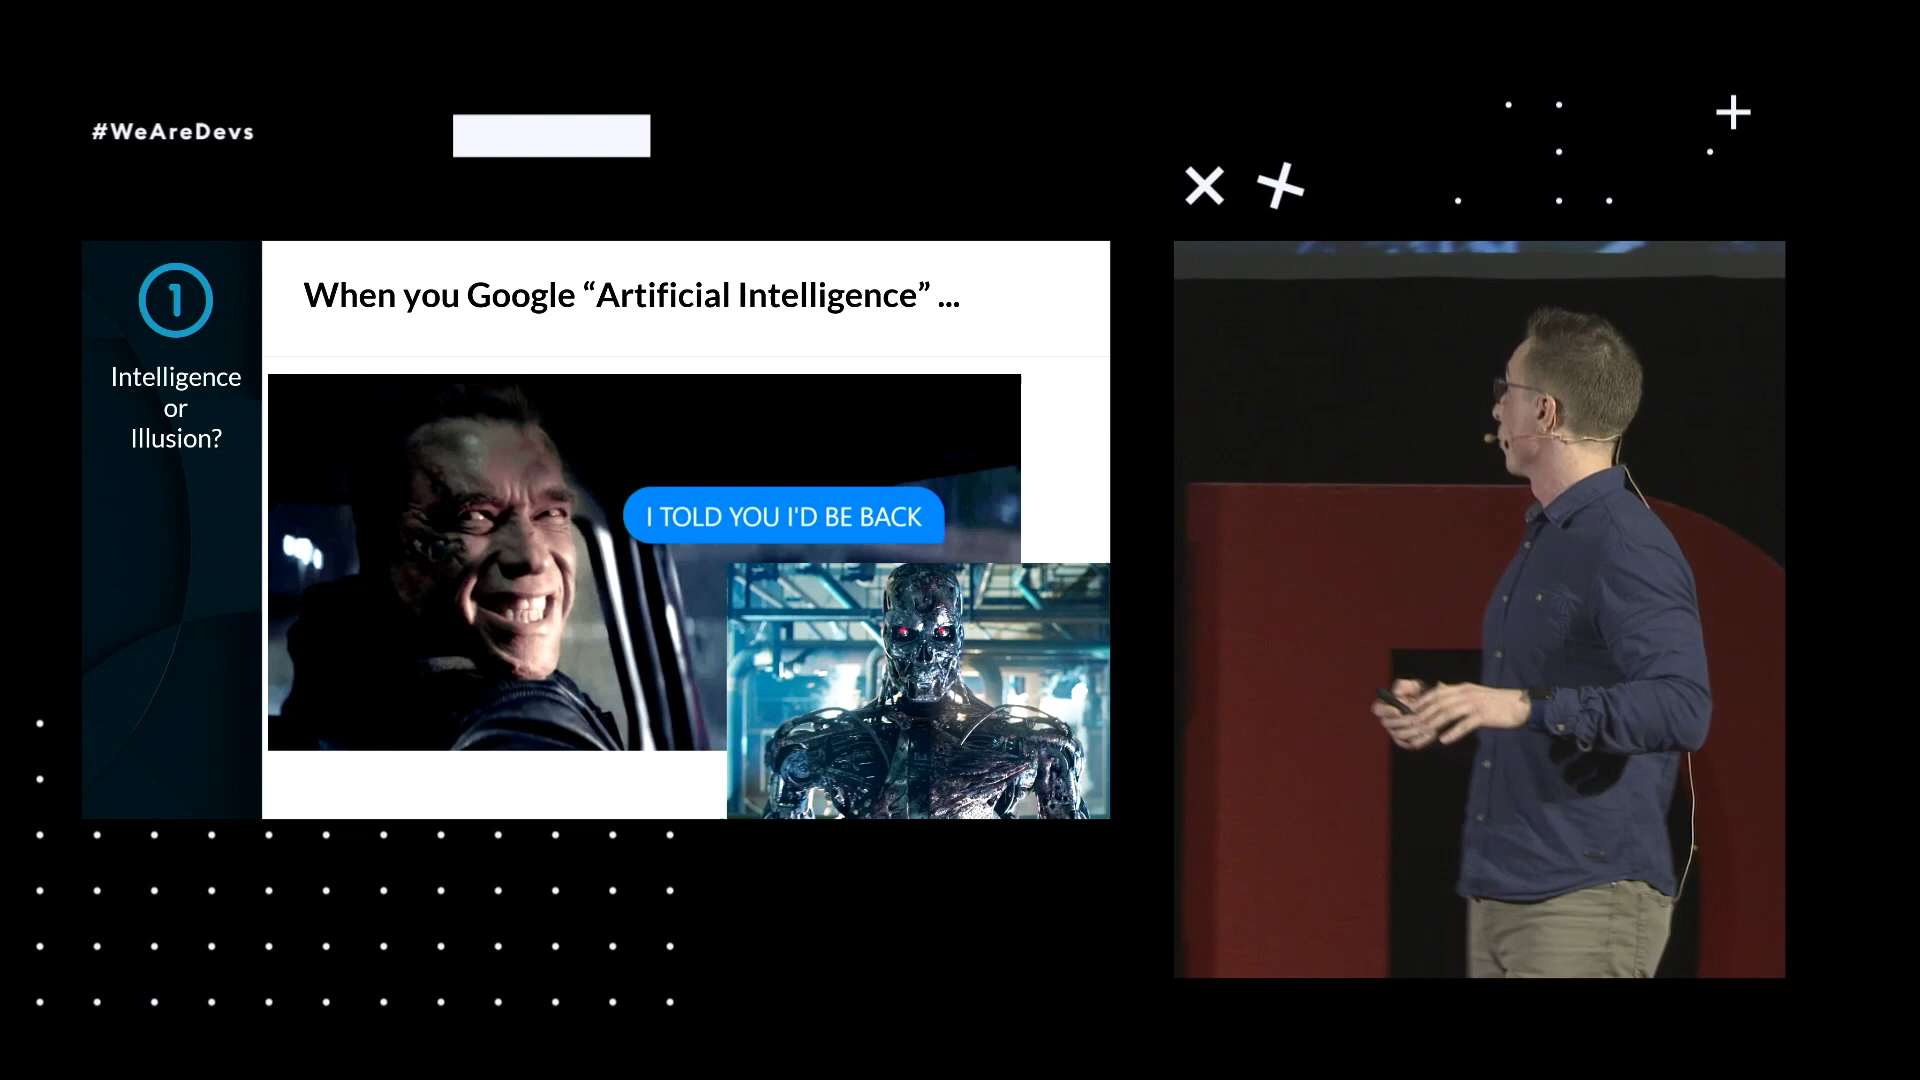 #WeAreDevs
1
Intelligence
or
Illusion?
When you Google “Artificial Intelligence” ...
I TOLD YOU I'D BE BACK